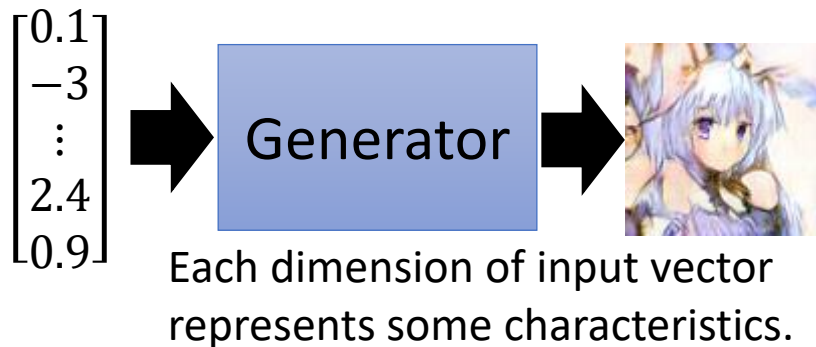 0.1
−3
⋮
2.4
0.9
Generator
Each dimension of input vector
represents some characteristics.